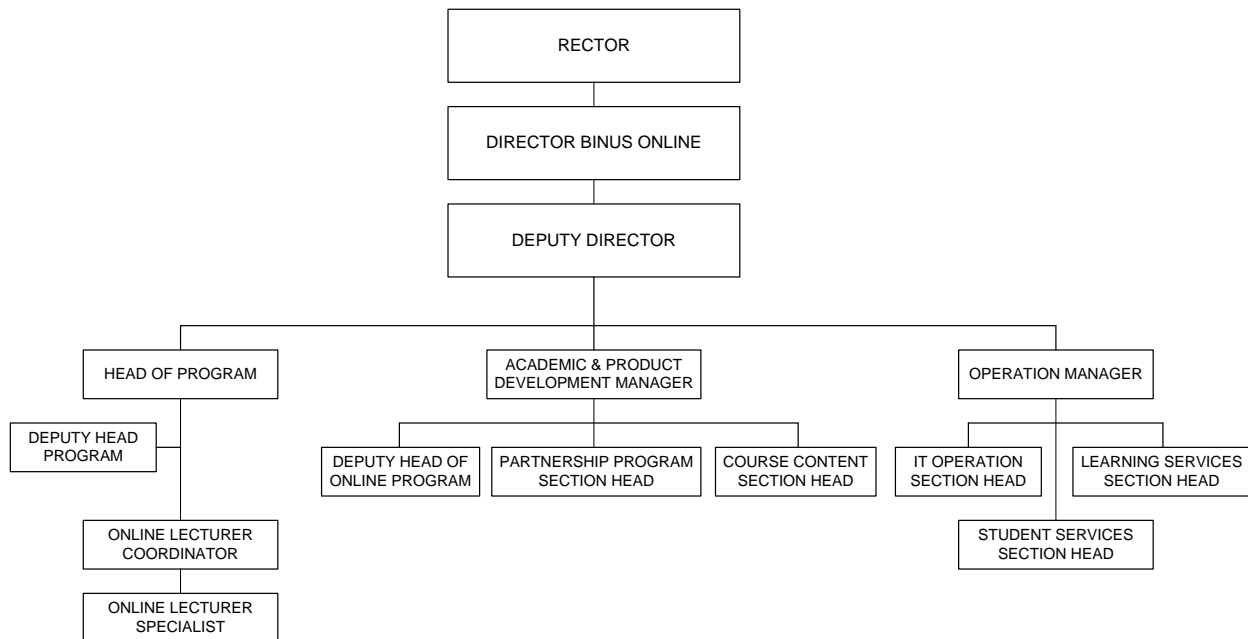 RECTOR
DIRECTOR BINUS ONLINE
DEPUTY DIRECTOR
HEAD OF PROGRAM
ACADEMIC & PRODUCT
DEVELOPMENT MANAGER
OPERATION MANAGER
DEPUTY HEAD
PROGRAM
DEPUTY HEAD OF
ONLINE PROGRAM
PARTNERSHIP PROGRAM
SECTION HEAD
COURSE CONTENT
SECTION HEAD
IT OPERATION
SECTION HEAD
LEARNING SERVICES
SECTION HEAD
ONLINE LECTURER
COORDINATOR
STUDENT SERVICES
SECTION HEAD
ONLINE LECTURER
SPECIALIST